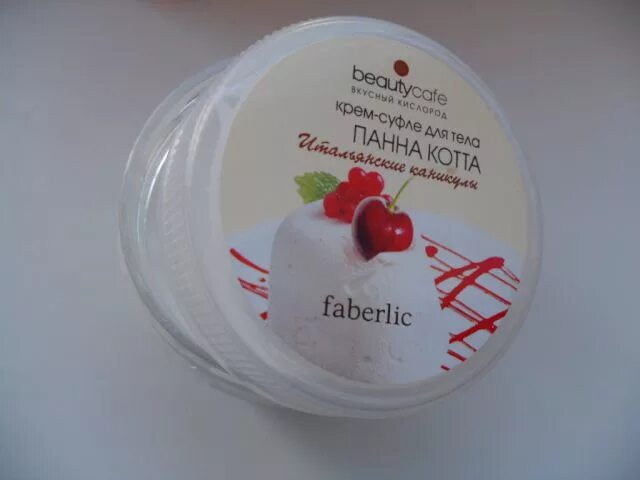 beautycafe
ВКУСНЫЙ КИСЛОРОД
крем-суфле для тела
ПАННА КОТТА
Итальянские каникулы
faberlic